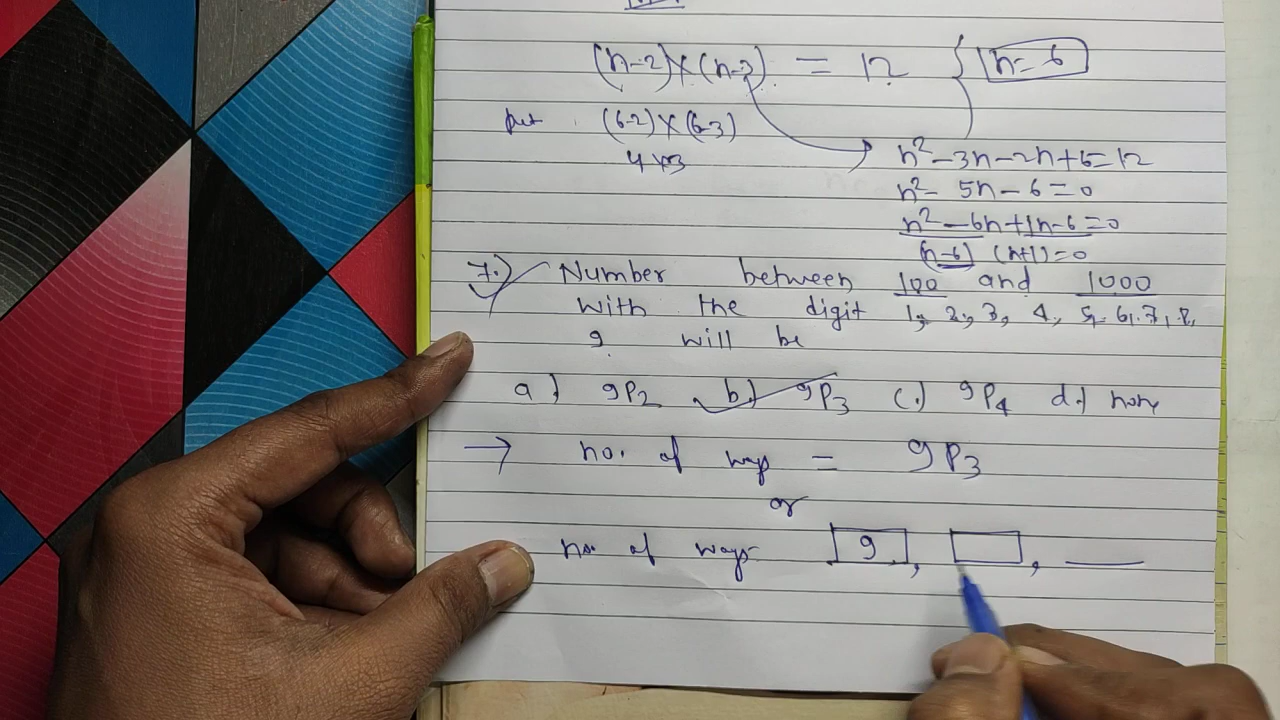 (n-2)×(n-3) = 12 { n=6
put (6-2)×(6-3)
4×3
n²-3n-2n+6=12
n²- 5n-6=0
n²-6n+1n-6=0
(n-6) (n+1)=0
7.) Number between 100 and 1000
with the digit 1, 2, 3, 4, 5, 6, 7, 8,
9 will be
a.) 9P2 b.) 9P3 c.) 9P4 d.) none
→ no. of ways = 9P3
or
no. of ways 9, ,